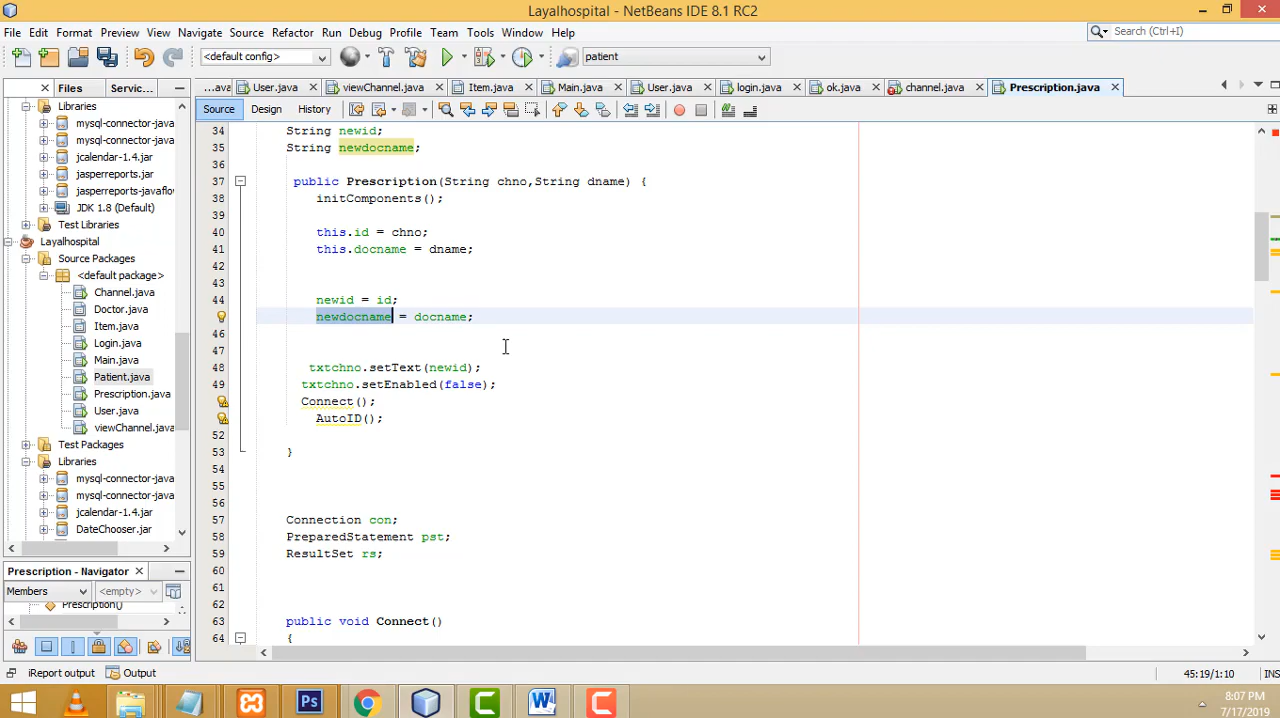 Layalhospital - NetBeans IDE 8.1 RC2
File Edit Format Preview View Navigate Source Refactor Run Debug Profile Team Tools Window Help
Search (Ctrl+I)
<default config>
patient
Files
Servic...
...ava
User.java
viewChannel.java
Item.java
Main.java
User.java
login.java
ok.java
channel.java
Prescription.java
Source Design History
Libraries
mysql-connector-java
mysql-connector-java
jcalendar-1.4.jar
jasperreports.jar
jasperreports-javaflo
JDK 1.8 (Default)
Test Libraries
Layalhospital
Source Packages
<default package>
Channel.java
Doctor.java
Item.java
Login.java
Main.java
Patient.java
Prescription.java
User.java
viewChannel.java
Test Packages
Libraries
mysql-connector-java
mysql-connector-java
jcalendar-1.4.jar
DateChooser.jar
Prescription - Navigator
Members
<empty>
Prescription()
34 String newid;
35 String newdocname;
36
37 public Prescription(String chno,String dname) {
38 initComponents();
39
40 this.id = chno;
41 this.docname = dname;
42
43
44 newid = id;
newdocname = docname;
46
47
48 txtchno.setText(newid);
49 txtchno.setEnabled(false);
Connect();
AutoID();
52
53 }
54
55
56
57 Connection con;
58 PreparedStatement pst;
59 ResultSet rs;
60
61
62
63 public void Connect()
64 {
iReport output
Output
45:19/1:10
INS
8:07 PM
7/17/2019